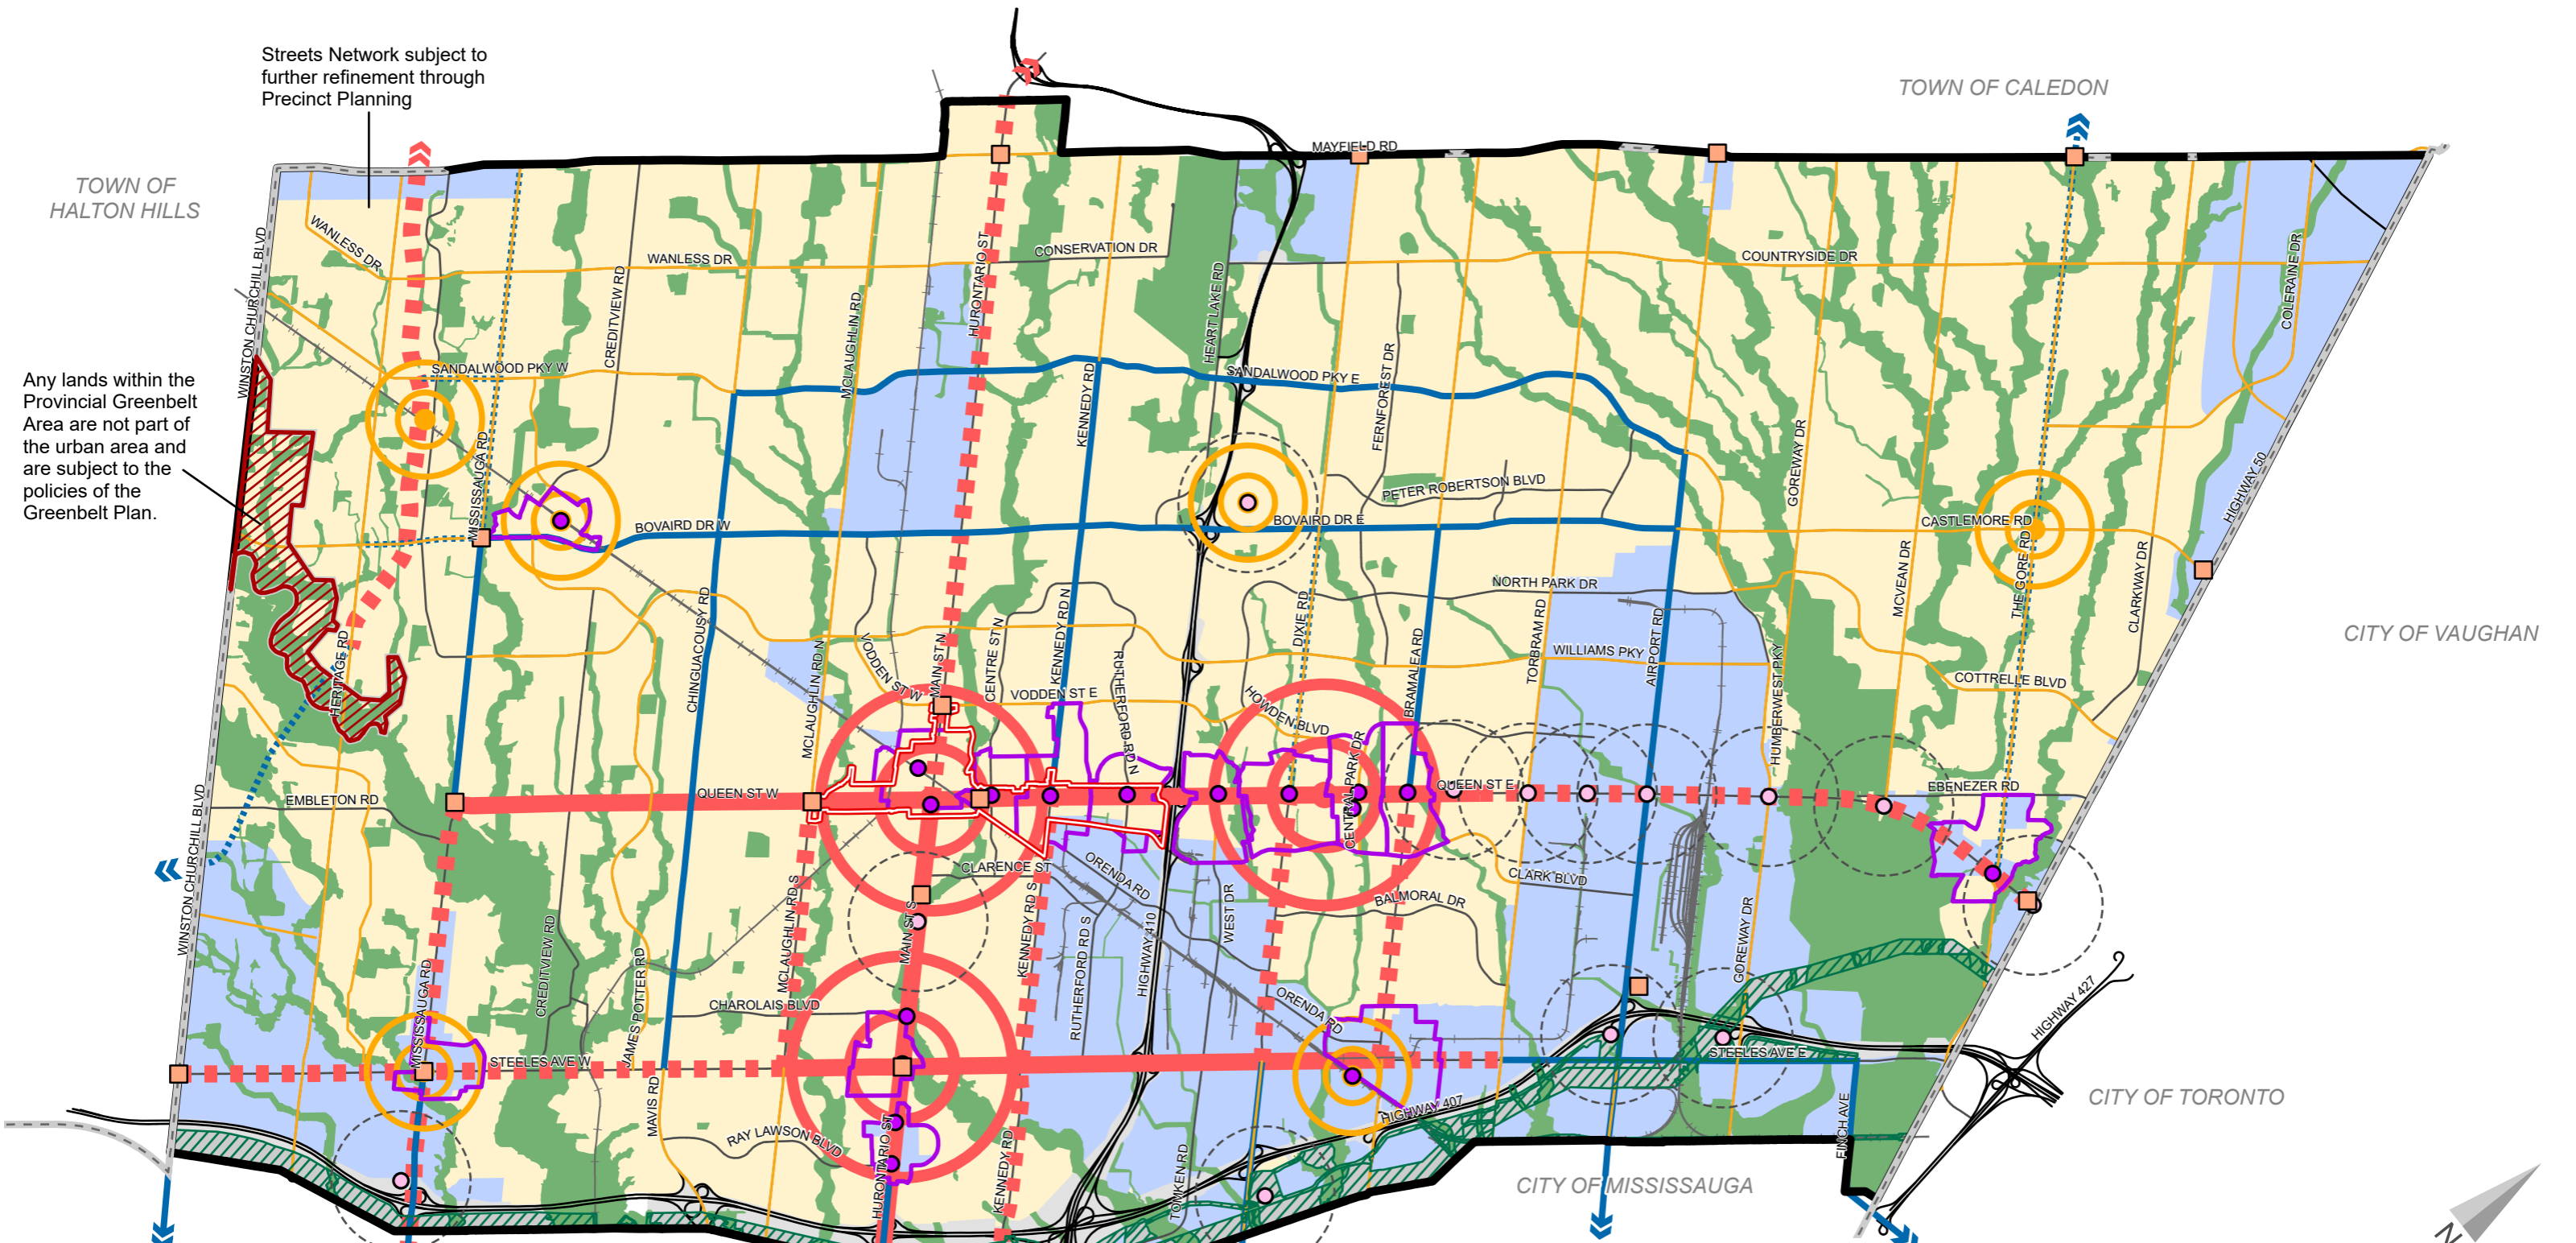 Streets Network subject to
further refinement through
Precinct Planning
TOWN OF CALEDON
MAYFIELD RD
TOWN OF
HALTON HILLS
WANLESS DR
WANLESS DR
CONSERVATION DR
COUNTRYSIDE DR
WINSTON CHURCHILL BLVD
CREDITVIEW RD
MCLAUGHLIN RD
HURONTARIO ST
HEART LAKE RD
COLERAINE DR
Any lands within the
Provincial Greenbelt
Area are not part of
the urban area and
are subject to the
policies of the
Greenbelt Plan.
SANDALWOOD PKY W
SANDALWOOD PKY E
KENNEDY RD
FERNFOREST DR
GOREWAY DR
MISSISSAUGA RD
PETER ROBERTSON BLVD
HIGHWAY 50
BOVAIRD DR W
BOVAIRD DR E
CASTLEMORE RD
THE GORE RD
MCVEAN DR
CLARKWAY DR
NORTH PARK DR
CITY OF VAUGHAN
HERITAGE RD
CHINGUACOUSY RD
MCLAUGHLIN RD N
VODDEN ST W
MAIN ST N
CENTRE ST N
KENNEDY RD N
RUTHERFORD RD N
VODDEN ST E
DIXIE RD
HOWDEN BLVD
BRAMALEA RD
TORBRAM RD
WILLIAMS PKY
AIRPORT RD
HUMBERWEST PKY
COTTRELLE BLVD
CENTRAL PARK DR
WINSTON CHURCHILL BLVD
EMBLETON RD
QUEEN ST W
QUEEN ST E
EBENEZER RD
CLARENCE ST
ORENDA RD
CLARK BLVD
BALMORAL DR
WEST DR
MISSISSAUGA RD
CREDITVIEW RD
JAMES POTTER RD
MCLAUGHLIN RD S
MAIN ST S
KENNEDY RD S
RUTHERFORD RD S
HIGHWAY 410
GOREWAY DR
CHAROLAIS BLVD
ORENDA RD
HIGHWAY 427
STEELES AVE W
STEELES AVE E
MAVIS RD
RAY LAWSON BLVD
HURONTARIO ST
KENNEDY RD
TOMKEN RD
HIGHWAY 407
FINCH AVE
CITY OF TORONTO
CITY OF MISSISSAUGA
N